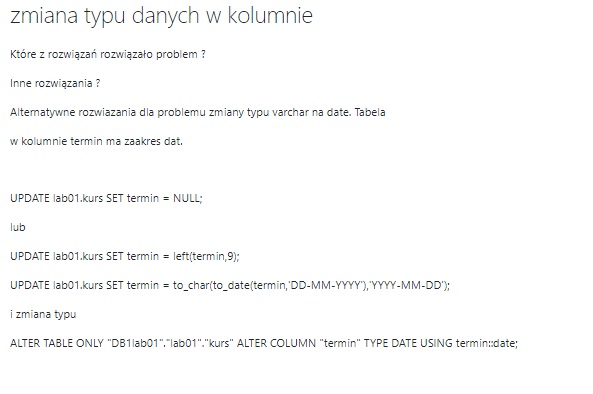 zmiana typu danych w kolumnie
Które z rozwiązań rozwiązało problem ?
Inne rozwiązania ?
Alternatywne rozwiazania dla problemu zmiany typu varchar na date. Tabela
w kolumnie termin ma zaakres dat.
UPDATE lab01.kurs SET termin = NULL;
lub
UPDATE lab01.kurs SET termin = left(termin,9);
UPDATE lab01.kurs SET termin = to_char(to_date(termin,'DD-MM-YYYY'),'YYYY-MM-DD');
i zmiana typu
ALTER TABLE ONLY "DB1lab01"."lab01"."kurs" ALTER COLUMN "termin" TYPE DATE USING termin::date;